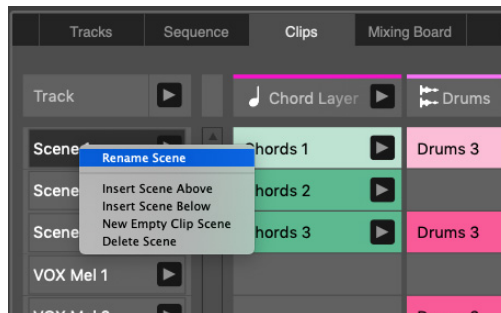 Tracks Sequence Clips Mixing Board
Track Chord Layer Drums
Scene Chords 1 Drums 3
Rename Scene
Scene Chords 2
Insert Scene Above
Insert Scene Below
Scene Chords 3 Drums 3
New Empty Clip Scene
Delete Scene
VOX Mel 1